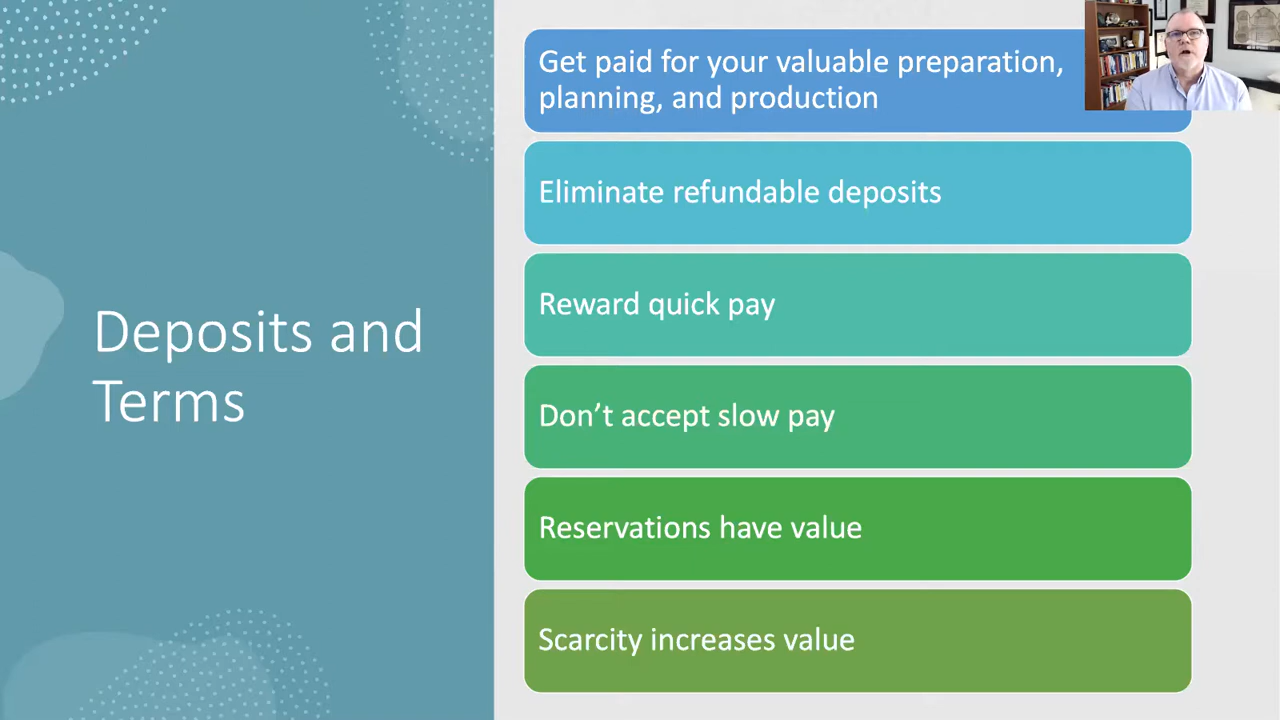 Deposits and
Terms
Get paid for your valuable preparation,
planning, and production
Eliminate refundable deposits
Reward quick pay
Don’t accept slow pay
Reservations have value
Scarcity increases value